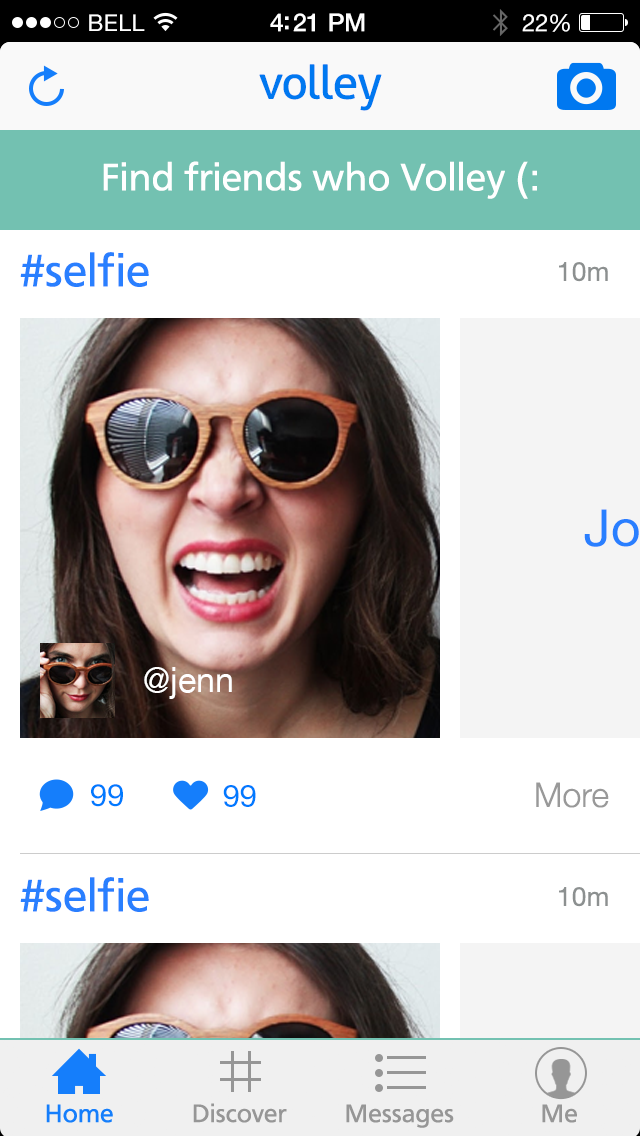 BELL 4:21 PM 22%
volley
Find friends who Volley (:
#selfie 10m
Jo
@jenn
99 99 More
#selfie 10m
Home Discover Messages Me